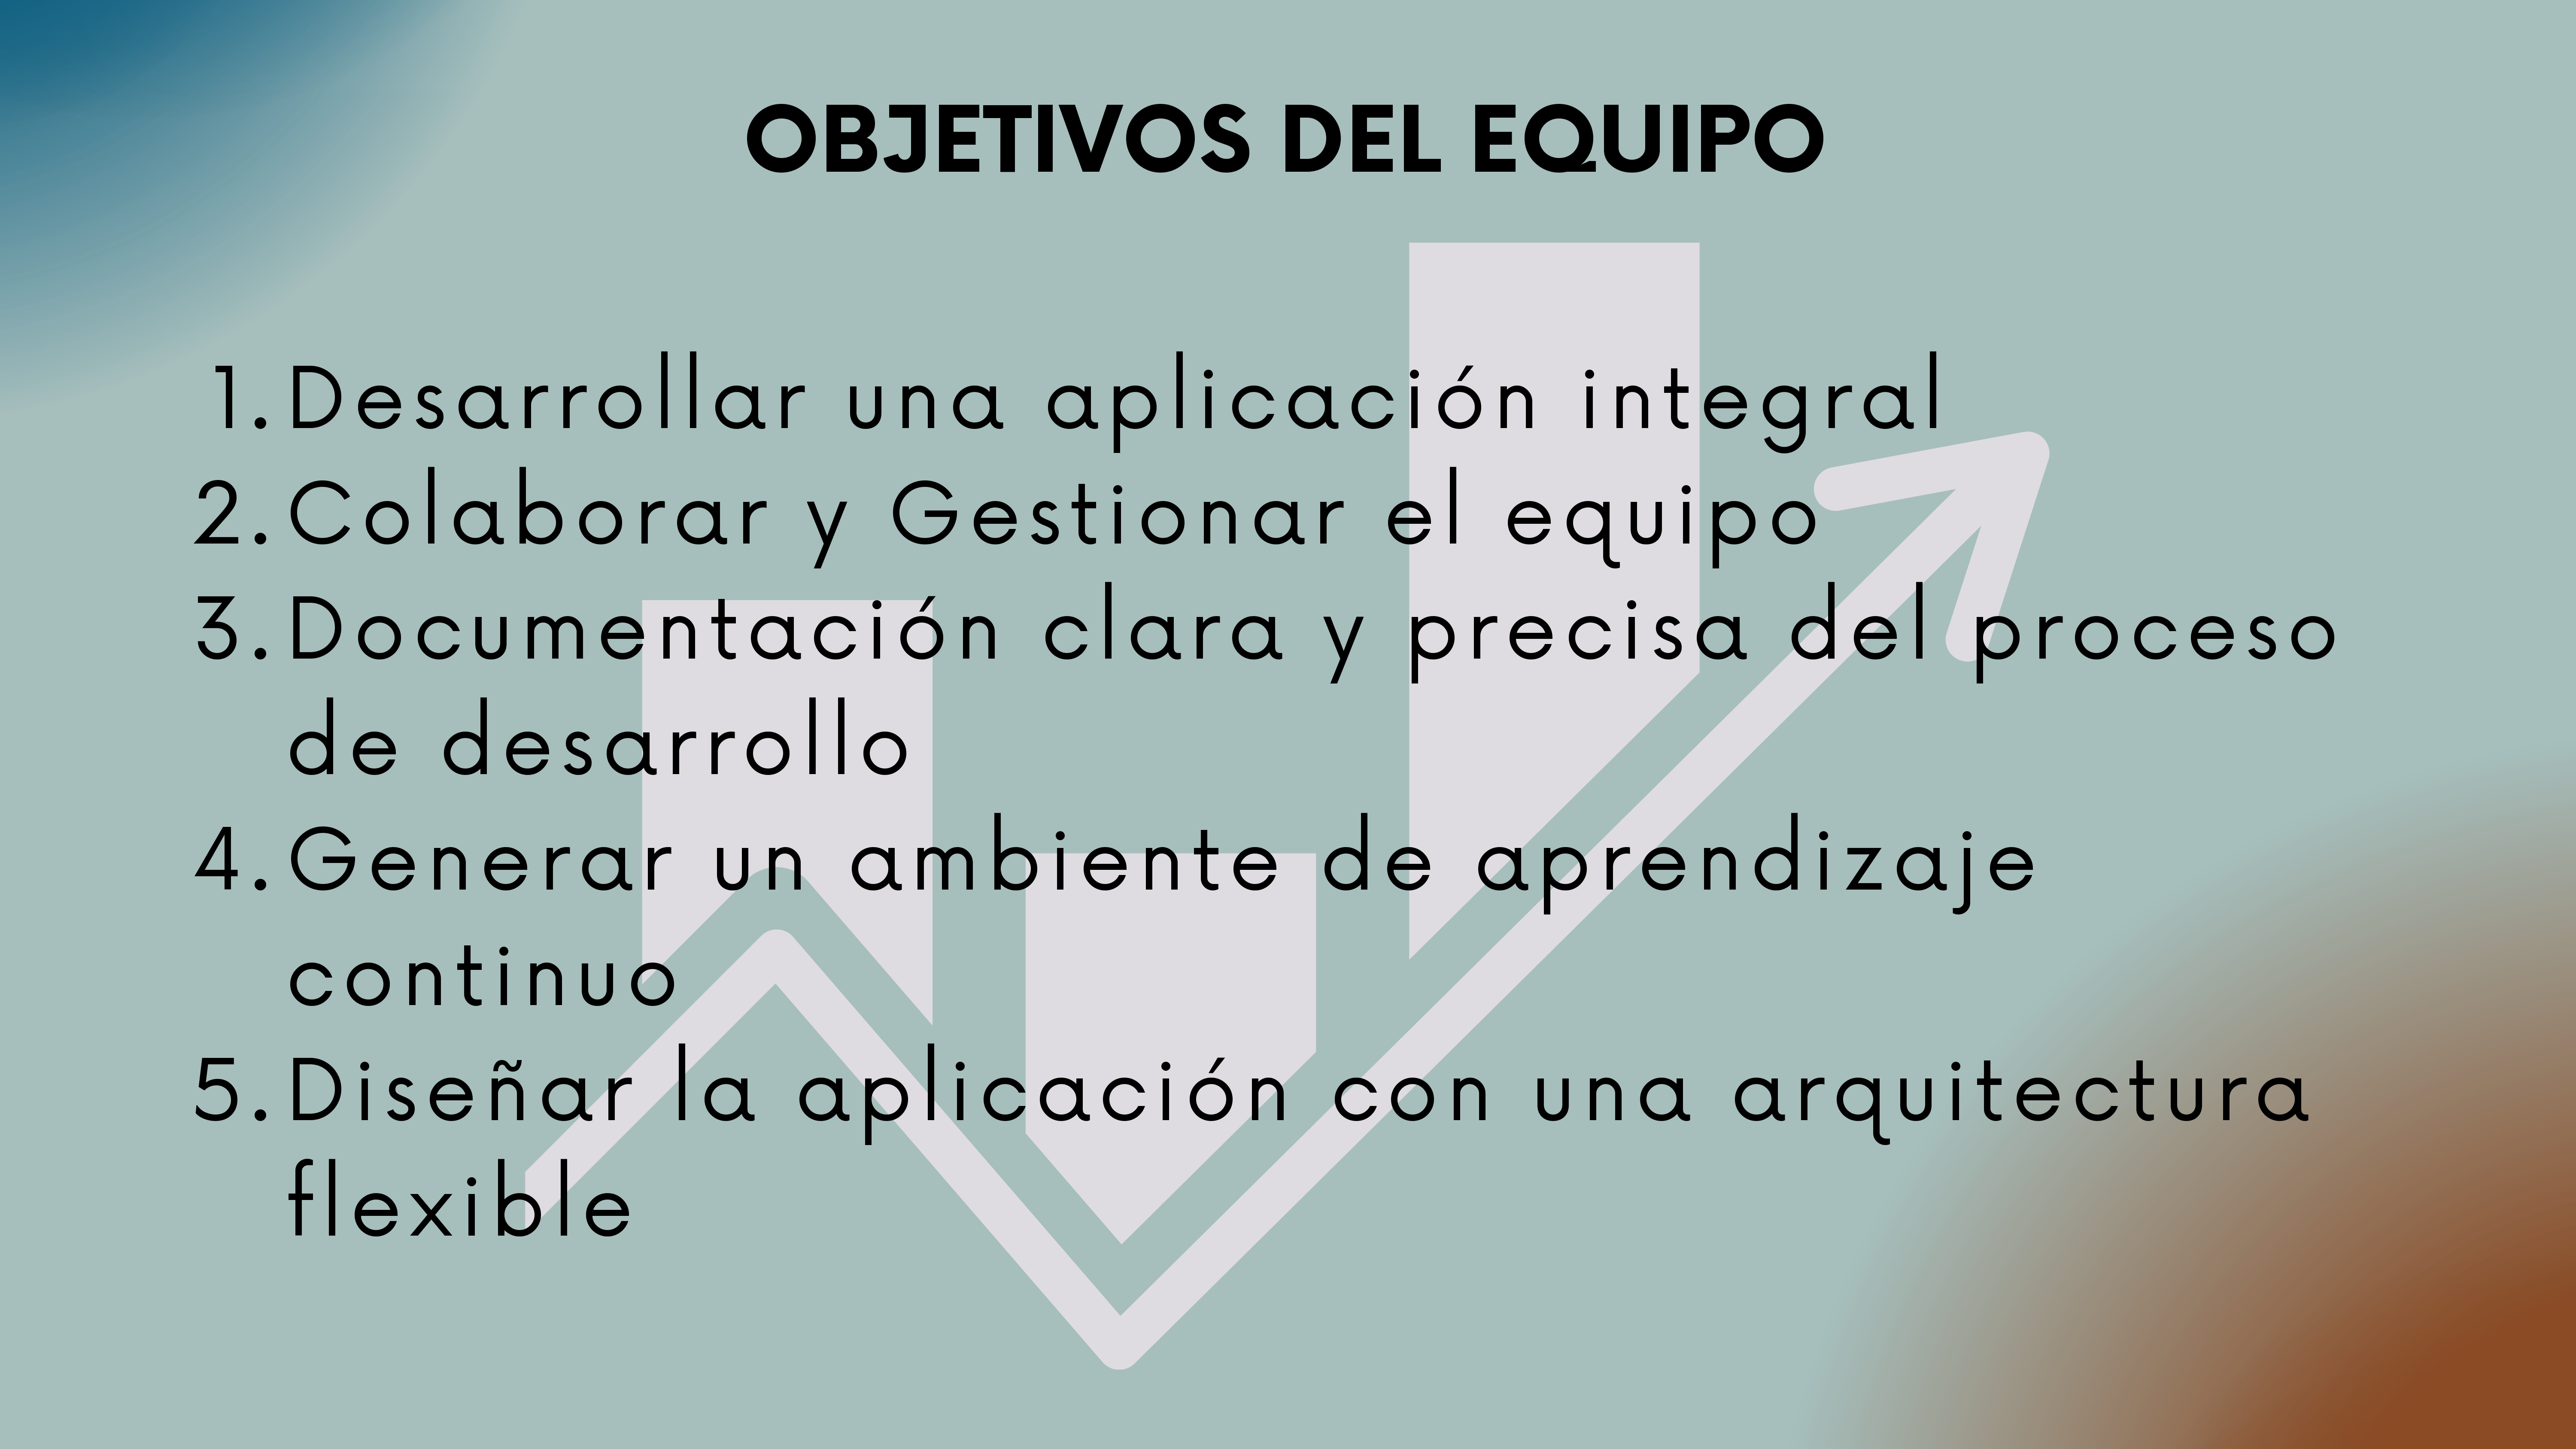 OBJETIVOS DEL EQUIPO
1. Desarrollar una aplicación integral
2. Colaborar y Gestionar el equipo
3. Documentación clara y precisa del proceso
de desarrollo
4. Generar un ambiente de aprendizaje
continuo
5. Diseñar la aplicación con una arquitectura
flexible